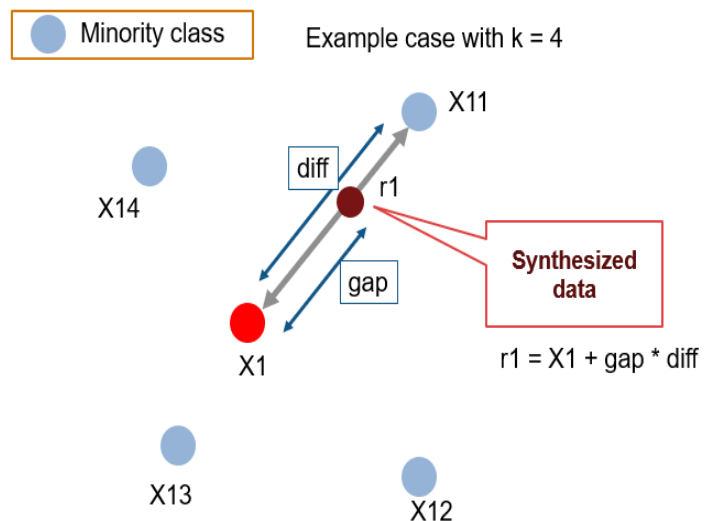 Minority class
Example case with k = 4
X11
diff
r1
X14
Synthesized
data
gap
r1 = X1 + gap * diff
X1
X13
X12